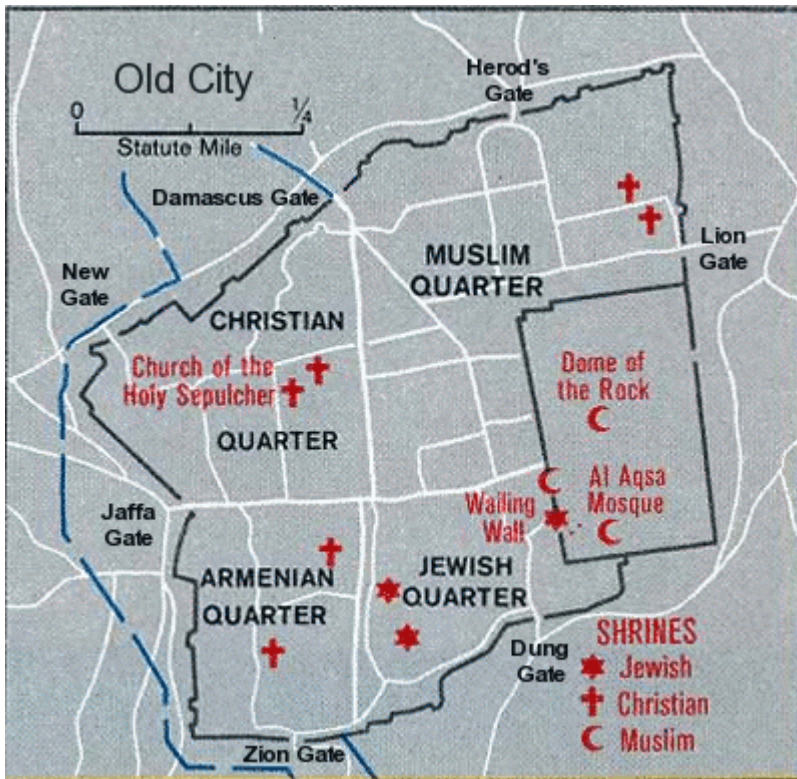 Old City
0 1/4
Statute Mile
Herod's
Gate
Damascus Gate
New
Gate
MUSLIM
QUARTER
Lion
Gate
CHRISTIAN
Church of the
Holy Sepulcher
QUARTER
Dome of
the Rock
Al Aqsa
Mosque
Wailing
Wall
Jaffa
Gate
ARMENIAN
QUARTER
JEWISH
QUARTER
Dung
Gate
Zion Gate
SHRINES
Jewish
Christian
Muslim